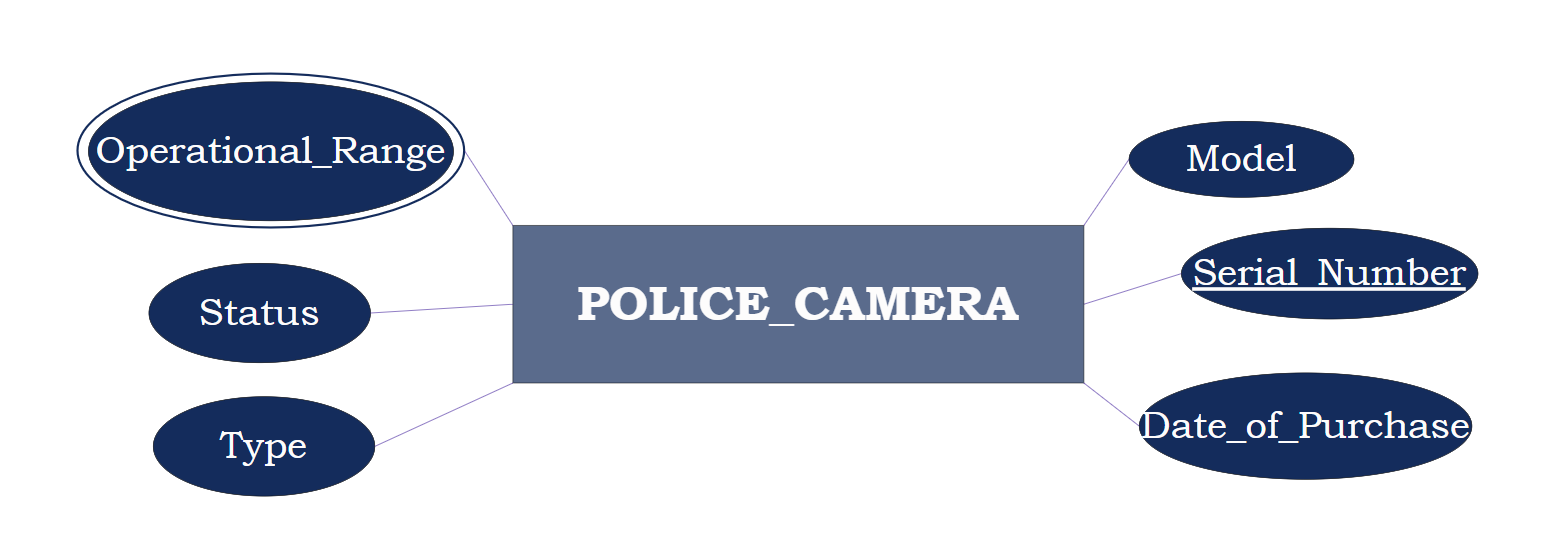 Operational_Range
Model
Serial_Number
Status
POLICE_CAMERA
Type
Date_of_Purchase